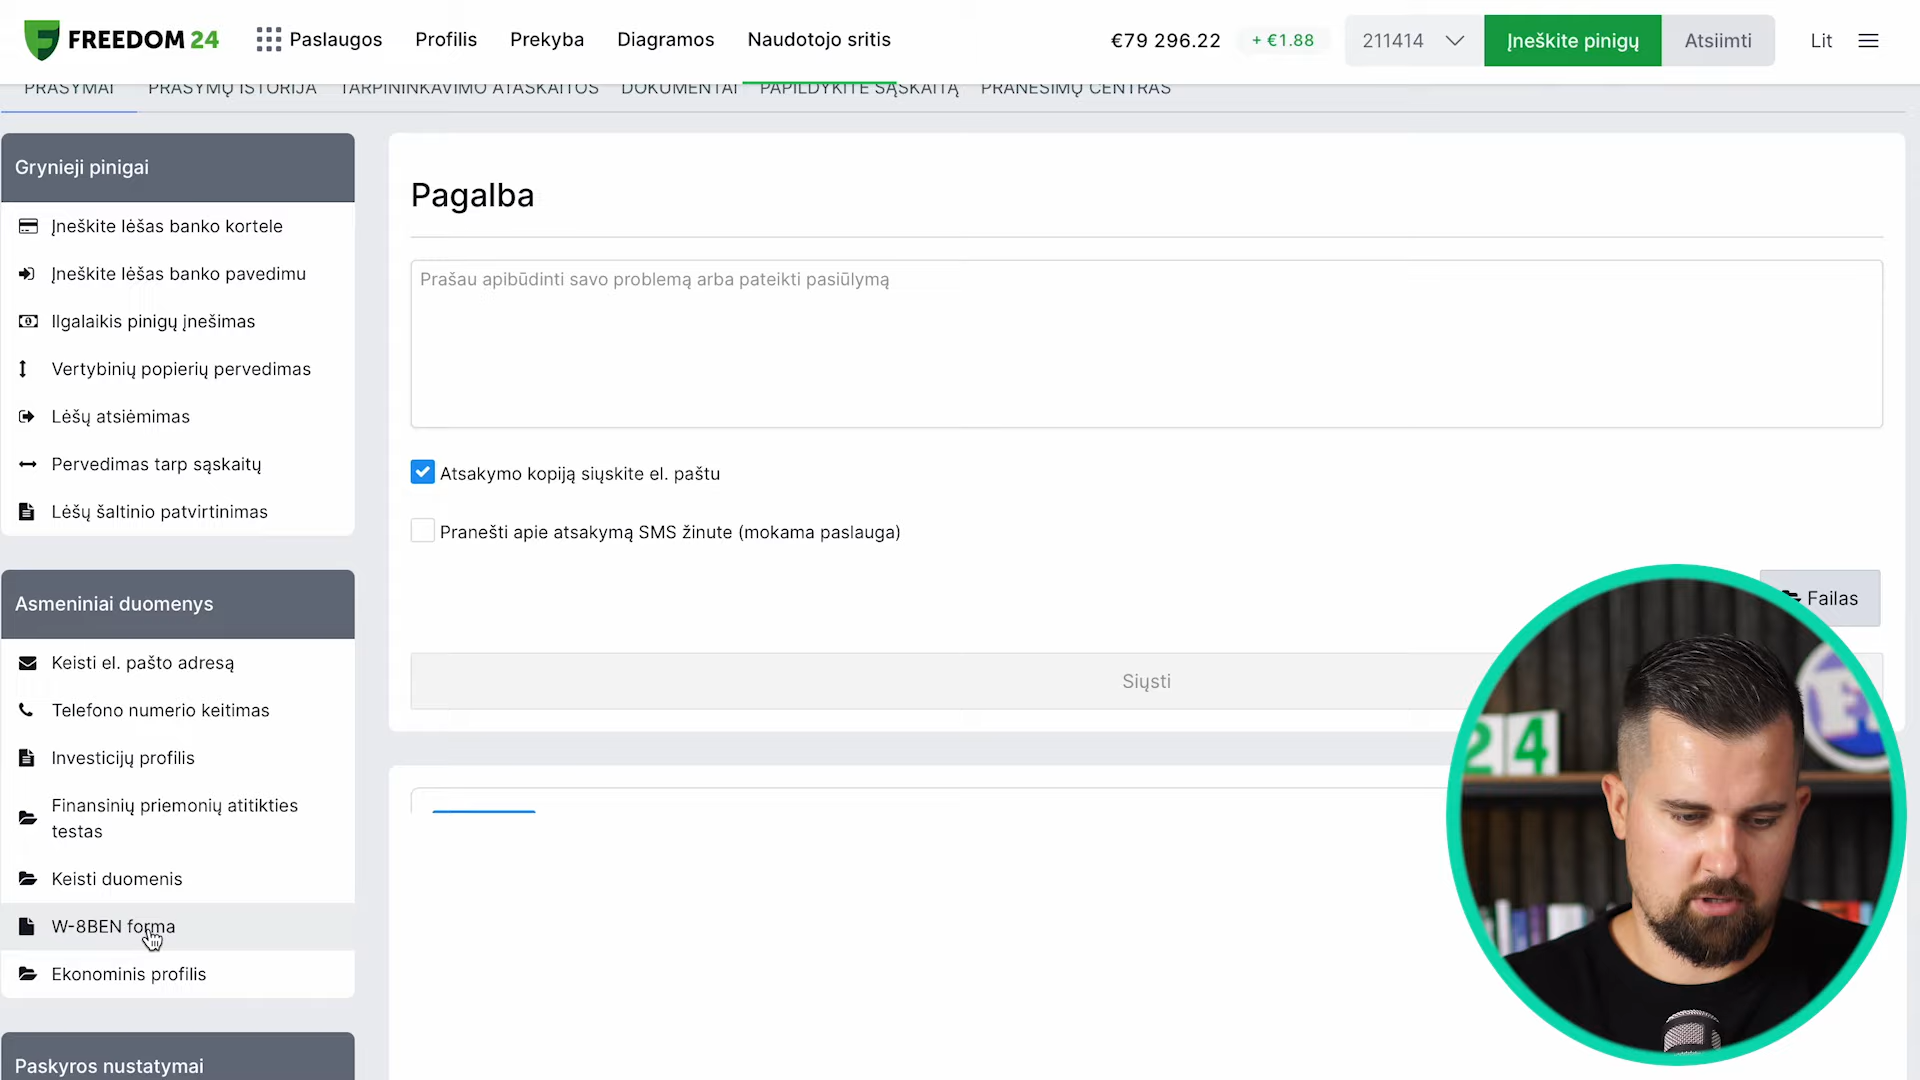 FREEDOM 24
Paslaugos
Profilis
Prekyba
Diagramos
Naudotojo sritis
€79 296.22
+ €1.88
211414
Įneškite pinigų
Atsiimti
Lit
PRAŠYMAI
PRAŠYMŲ ISTORIJA
TARPININKAVIMO ATASKAITOS
DOKUMENTAI
PAPILDYKITE SĄSKAITĄ
PRANEŠIMŲ CENTRAS
Grynieji pinigai
Įneškite lėšas banko kortele
Įneškite lėšas banko pavedimu
Ilgalaikis pinigų įnešimas
Vertybinių popierių pervedimas
Lėšų atsiėmimas
Pervedimas tarp sąskaitų
Lėšų šaltinio patvirtinimas
Asmeniniai duomenys
Keisti el. pašto adresą
Telefono numerio keitimas
Investicijų profilis
Finansinių priemonių atitikties
testas
Keisti duomenis
W-8BEN forma
Ekonominis profilis
Paskyros nustatymai
Pagalba
Prašau apibūdinti savo problemą arba pateikti pasiūlymą
Atsakymo kopiją siųskite el. paštu
Pranešti apie atsakymą SMS žinute (mokama paslauga)
Failas
Siųsti
24